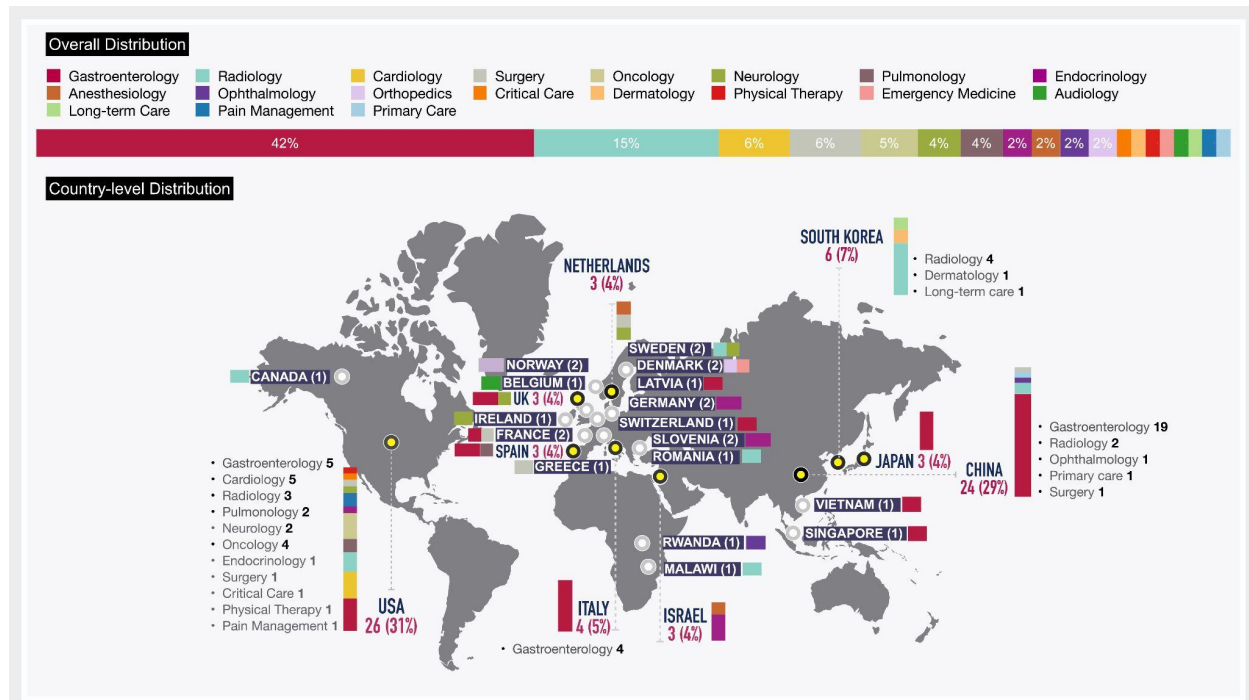 Overall Distribution
Gastroenterology Radiology Cardiology Surgery Oncology Neurology Pulmonology Endocrinology
Anesthesiology Ophthalmology Orthopedics Critical Care Dermatology Physical Therapy Emergency Medicine Audiology
Long-term Care Pain Management Primary Care
42% 15% 6% 6% 5% 4% 4% 2% 2% 2% 2%
Country-level Distribution
SOUTH KOREA
6 (7%)
• Radiology 4
• Dermatology 1
• Long-term care 1
NETHERLANDS
3 (4%)
SWEDEN (2)
NORWAY (2)
DENMARK (2)
CANADA (1)
BELGIUM (1)
LATVIA (1)
UK 3 (4%)
GERMANY (2)
IRELAND (1)
SWITZERLAND (1)
FRANCE (2)
SLOVENIA (2)
SPAIN 3 (4%)
ROMANIA (1)
GREECE (1)
JAPAN 3 (4%)
CHINA
24 (29%)
• Gastroenterology 19
• Radiology 2
• Ophthalmology 1
• Primary care 1
• Surgery 1
• Gastroenterology 5
• Cardiology 5
• Radiology 3
• Pulmonology 2
• Neurology 2
• Oncology 4
• Endocrinology 1
• Surgery 1
• Critical Care 1
• Physical Therapy 1
• Pain Management 1
USA
26 (31%)
VIETNAM (1)
SINGAPORE (1)
RWANDA (1)
MALAWI (1)
ITALY
4 (5%)
• Gastroenterology 4
ISRAEL
3 (4%)